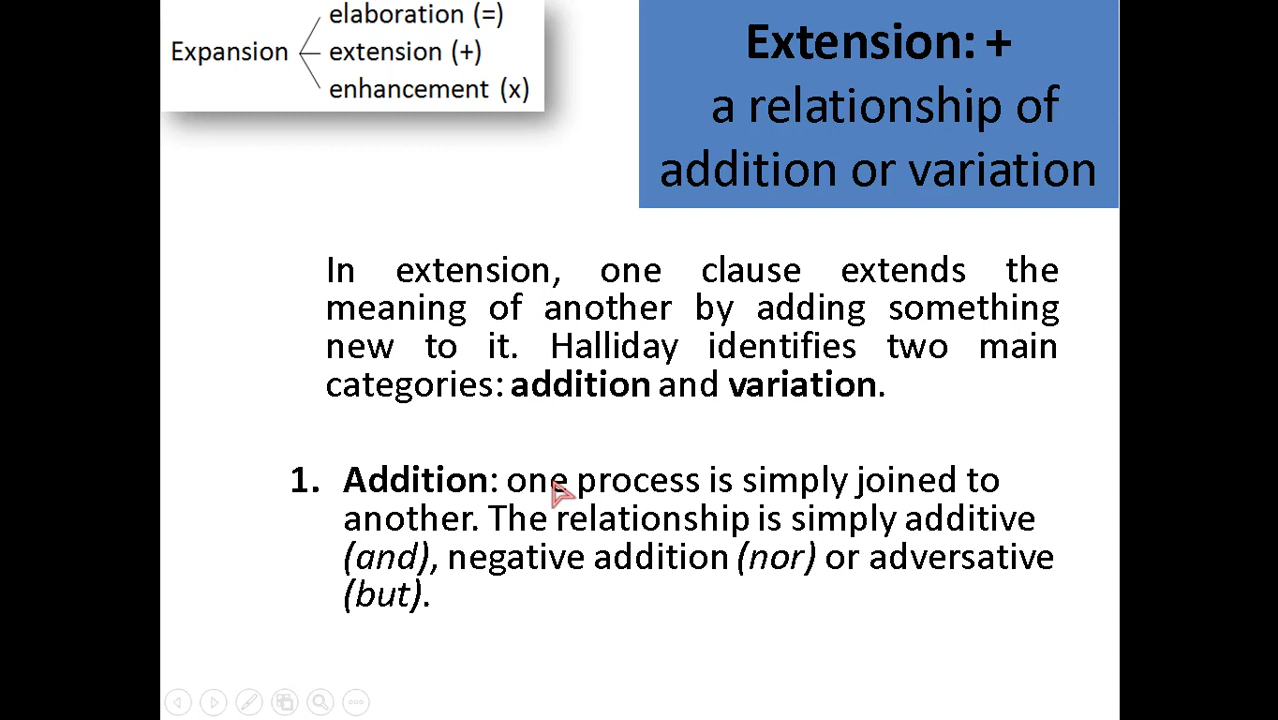 elaboration (=)
Expansion extension (+)
enhancement (x)
Extension: +
a relationship of
addition or variation
In extension, one clause extends the
meaning of another by adding something
new to it. Halliday identifies two main
categories: addition and variation.
1. Addition: one process is simply joined to
another. The relationship is simply additive
(and), negative addition (nor) or adversative
(but).